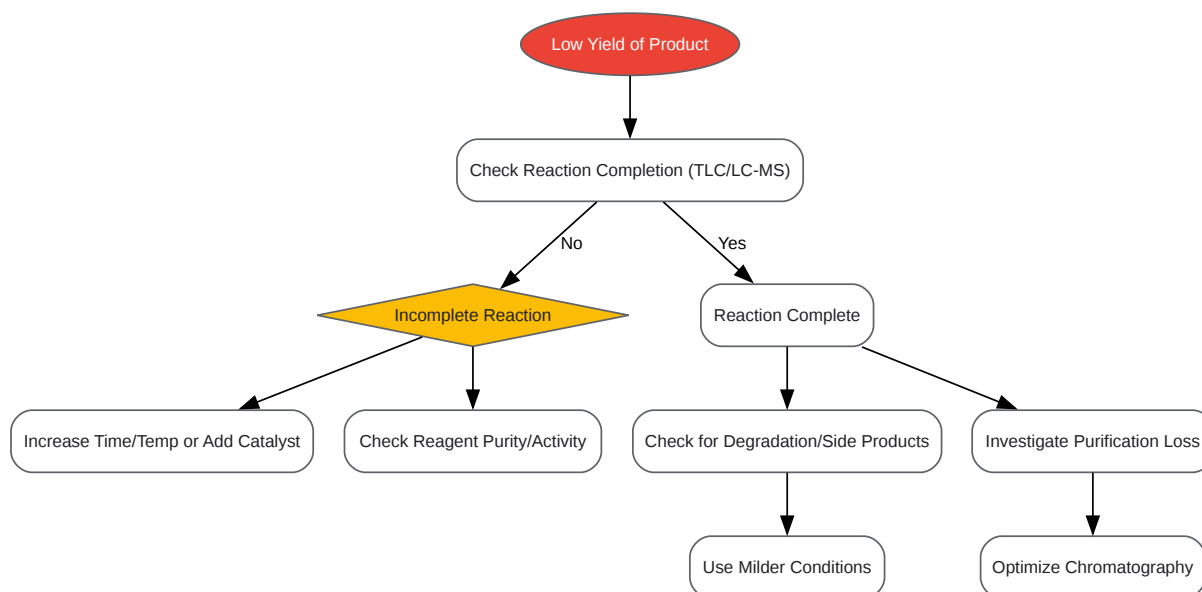 Low Yield of Product
Check Reaction Completion (TLC/LC-MS)
No
Yes
Incomplete Reaction
Reaction Complete
Increase Time/Temp or Add Catalyst
Check Reagent Purity/Activity
Check for Degradation/Side Products
Investigate Purification Loss
Use Milder Conditions
Optimize Chromatography